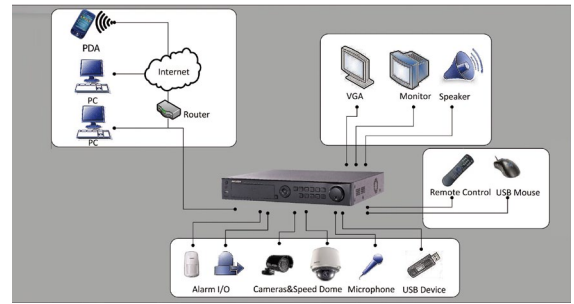 PDA
Internet
PC
Router
PC
VGA
Monitor
Speaker
Remote Control
USB Mouse
Alarm I/O
Cameras&Speed Dome
Microphone
USB Device